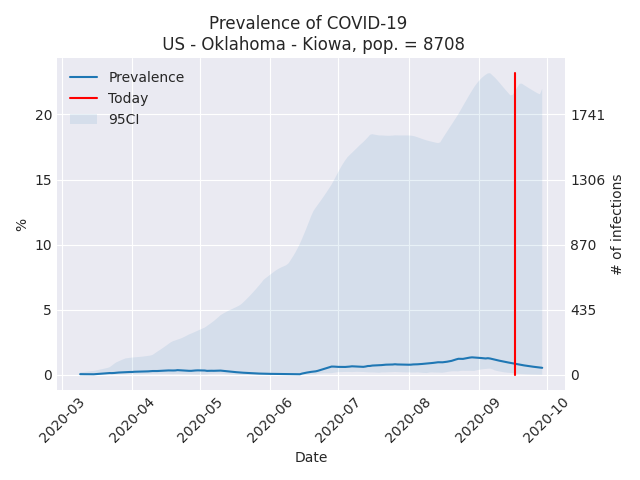 Prevalence of COVID-19
US - Oklahoma - Kiowa, pop. = 8708
Prevalence
Today
95CI
%
20
15
10
5
0
1741
1306
870
435
0
# of infections
2020-03
2020-04
2020-05
2020-06
2020-07
2020-08
2020-09
2020-10
Date